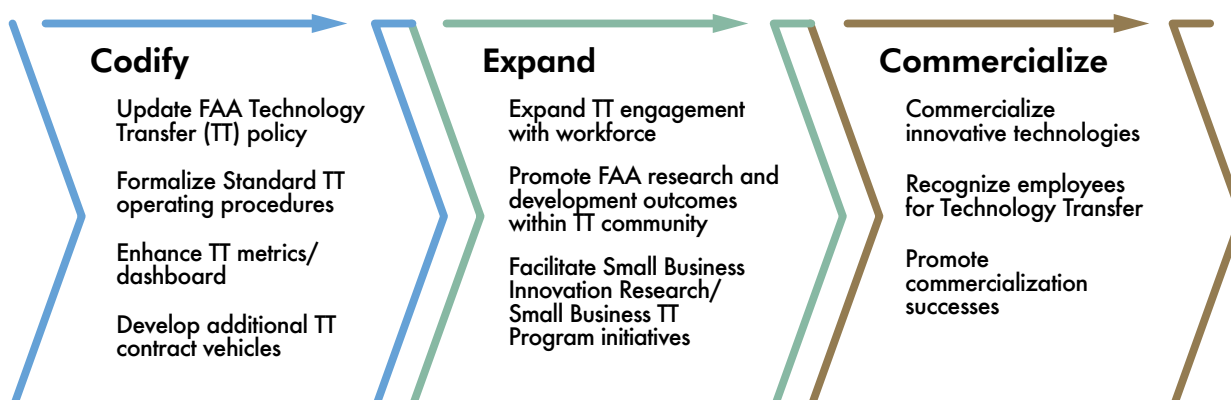 Codify
Update FAA Technology
Transfer (TT) policy
Formalize Standard TT
operating procedures
Enhance TT metrics/
dashboard
Develop additional TT
contract vehicles
Expand
Expand TT engagement
with workforce
Promote FAA research and
development outcomes
within TT community
Facilitate Small Business
Innovation Research/
Small Business TT
Program initiatives
Commercialize
Commercialize
innovative technologies
Recognize employees
for Technology Transfer
Promote
commercialization
successes